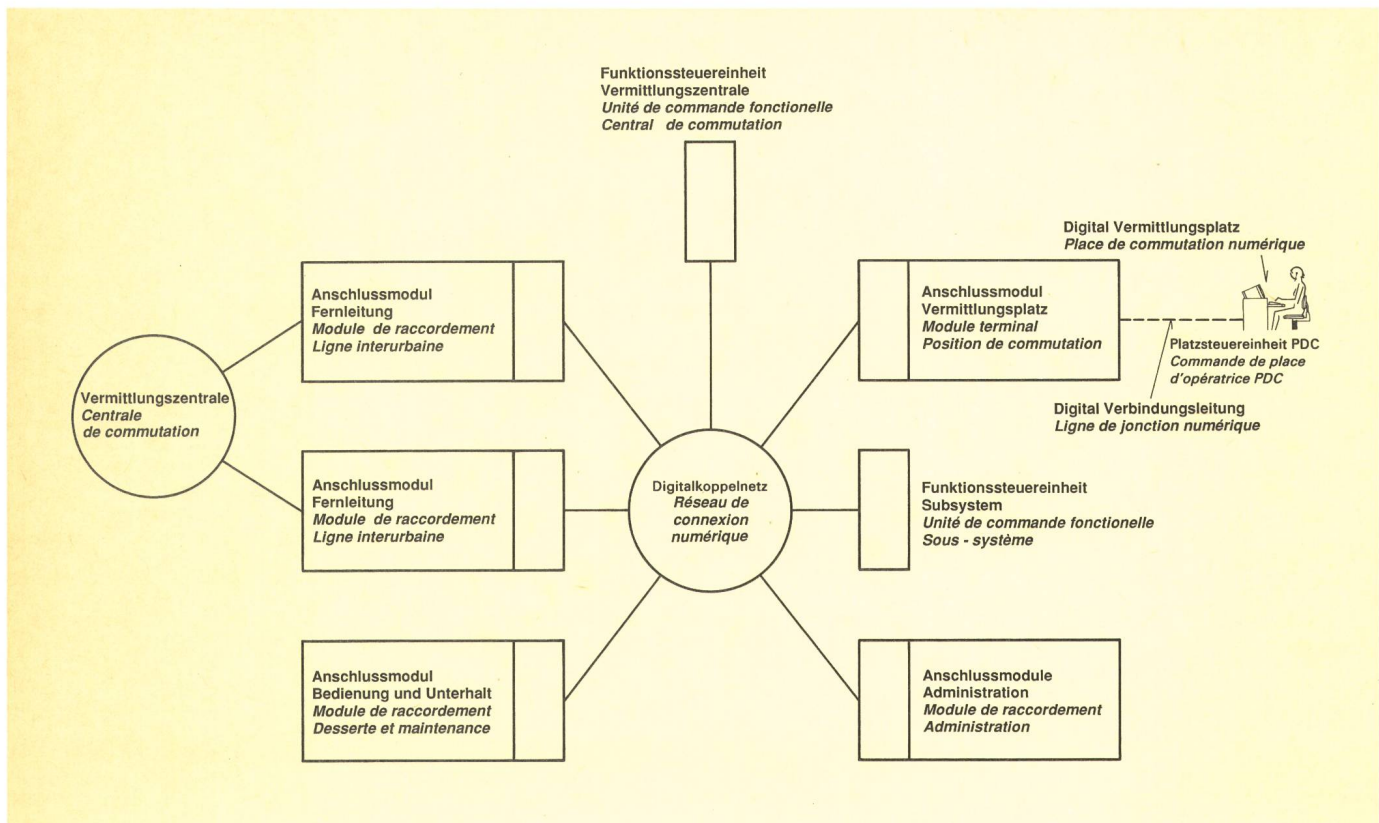 Funktionssteuereinheit
Vermittlungszentrale
Unité de commande fonctionelle
Central de commutation
Digital Vermittlungsplatz
Place de commutation numérique
Anschlussmodul
Fernleitung
Module de raccordement
Ligne interurbaine
Anschlussmodul
Vermittlungsplatz
Module terminal
Position de commutation
Platzsteuereinheit PDC
Commande de place
d'opératrice PDC
Vermittlungszentrale
Centrale
de commutation
Digital Verbindungsleitung
Ligne de jonction numérique
Anschlussmodul
Fernleitung
Module de raccordement
Ligne interurbaine
Digitalkoppelnetz
Réseau de
connexion
numérique
Funktionssteuereinheit
Subsystem
Unité de commande fonctionelle
Sous - système
Anschlussmodul
Bedienung und Unterhalt
Module de raccordement
Desserte et maintenance
Anschlussmodule
Administration
Module de raccordement
Administration